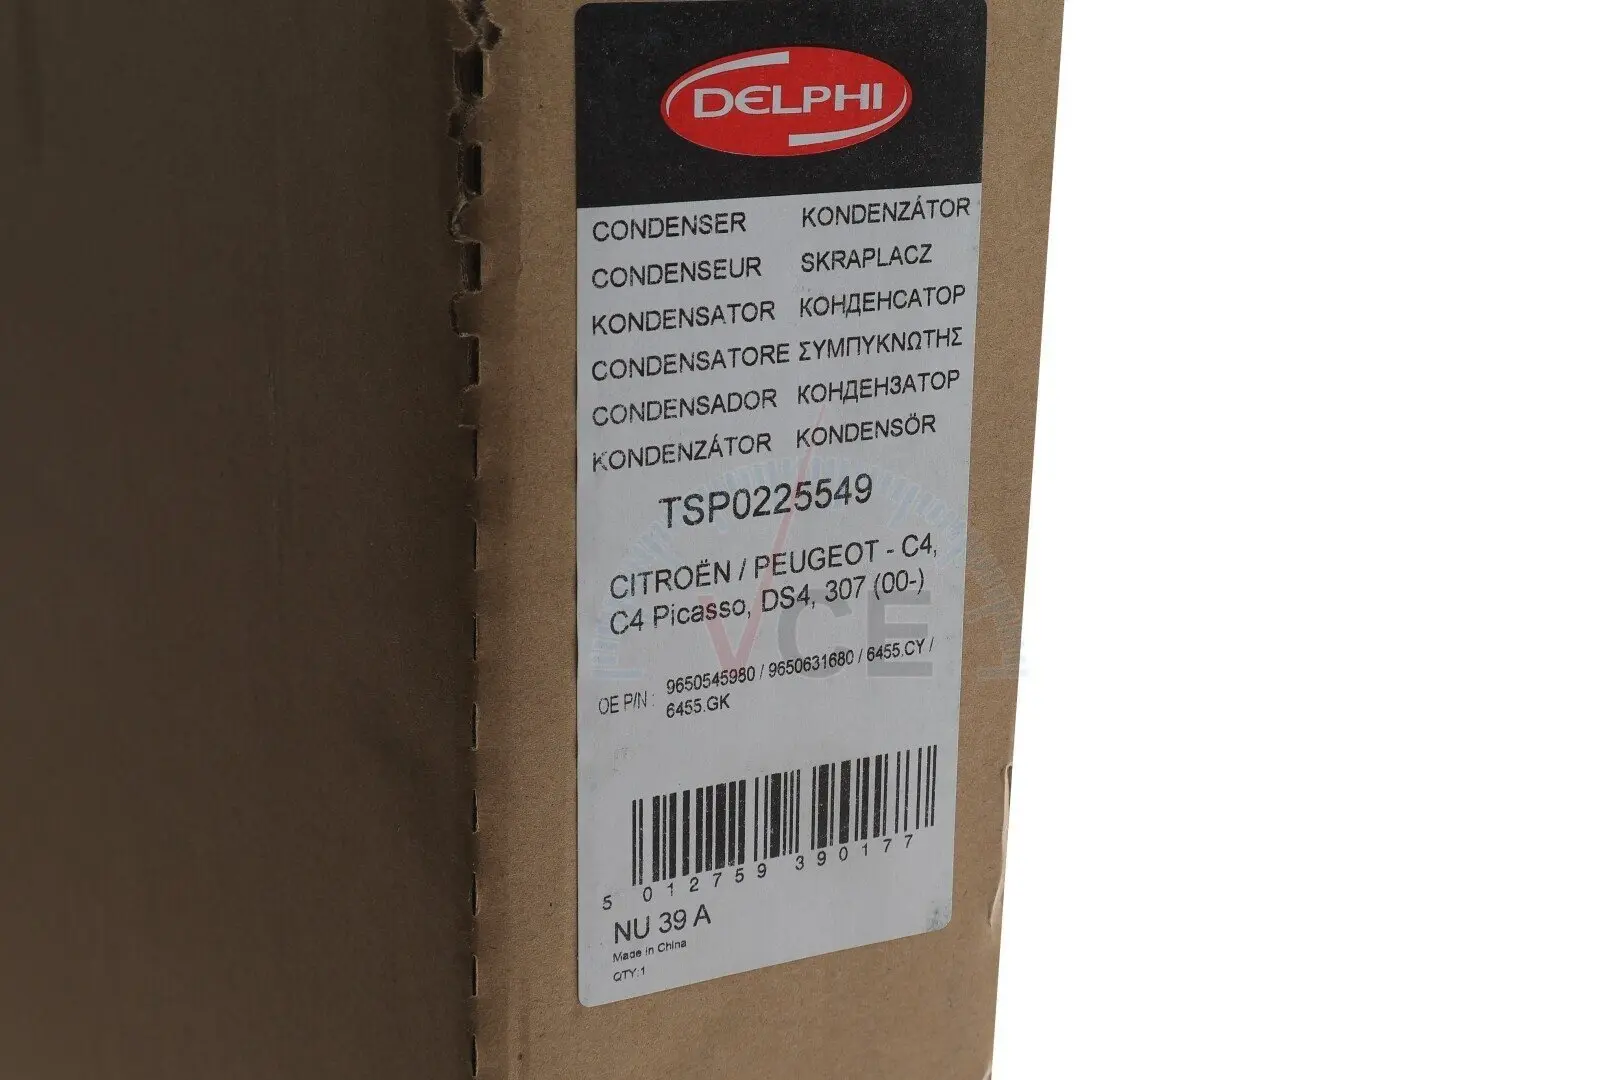 DELPHI
CONDENSER KONDENZÁTOR
CONDENSEUR SKRAPLACZ
KONDENSATOR КОНДЕНСАТОР
CONDENSATORE ΣΥΜΠΥΚΝΩΤΗΣ
CONDENSADOR КОНДЕНЗАТОР
KONDENZÁTOR KONDENSÖR
TSP0225549
CITROËN / PEUGEOT - C4,
C4 Picasso, DS4, 307 (00-)
VCE
OE P/N : 9650545980 / 9650631680 / 6455.CY /
6455.GK
5 012759 390177
NU 39 A
Made in China
QTY:1